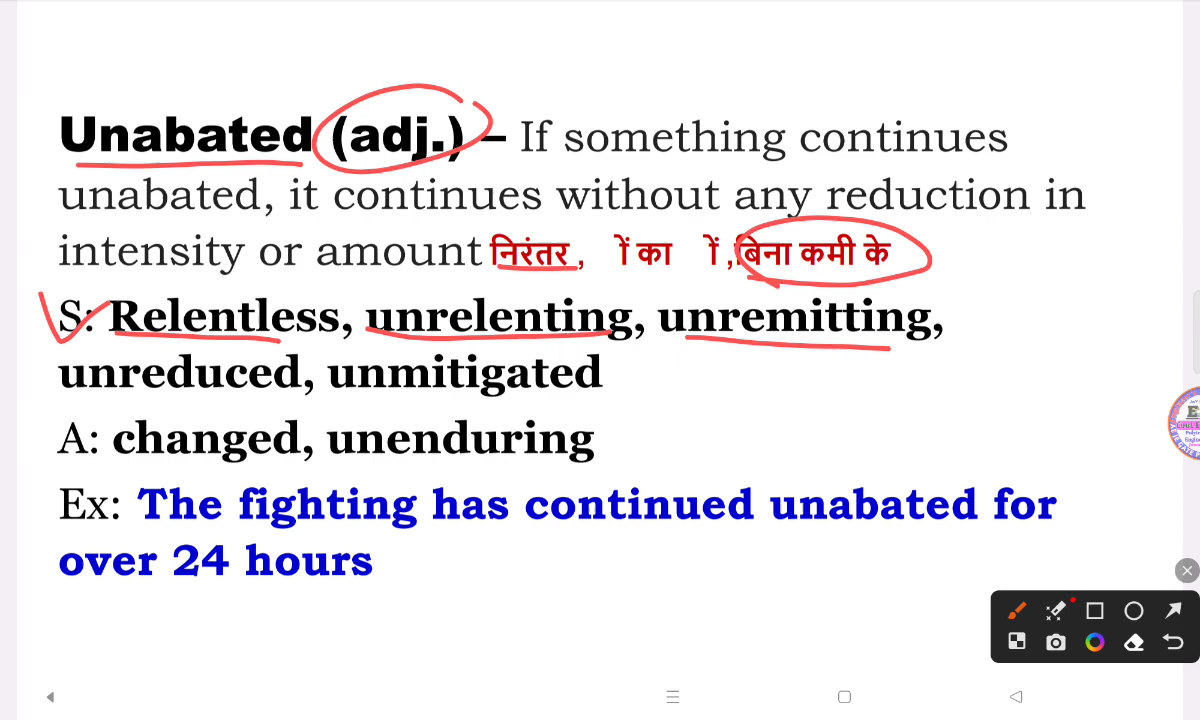 Unabated (adj.) – If something continues
unabated, it continues without any reduction in
intensity or amount निरंतर, ों का ों ,बिना कमी के
S: Relentless, unrelenting, unremitting,
unreduced, unmitigated
A: changed, unenduring
Ex: The fighting has continued unabated for
over 24 hours